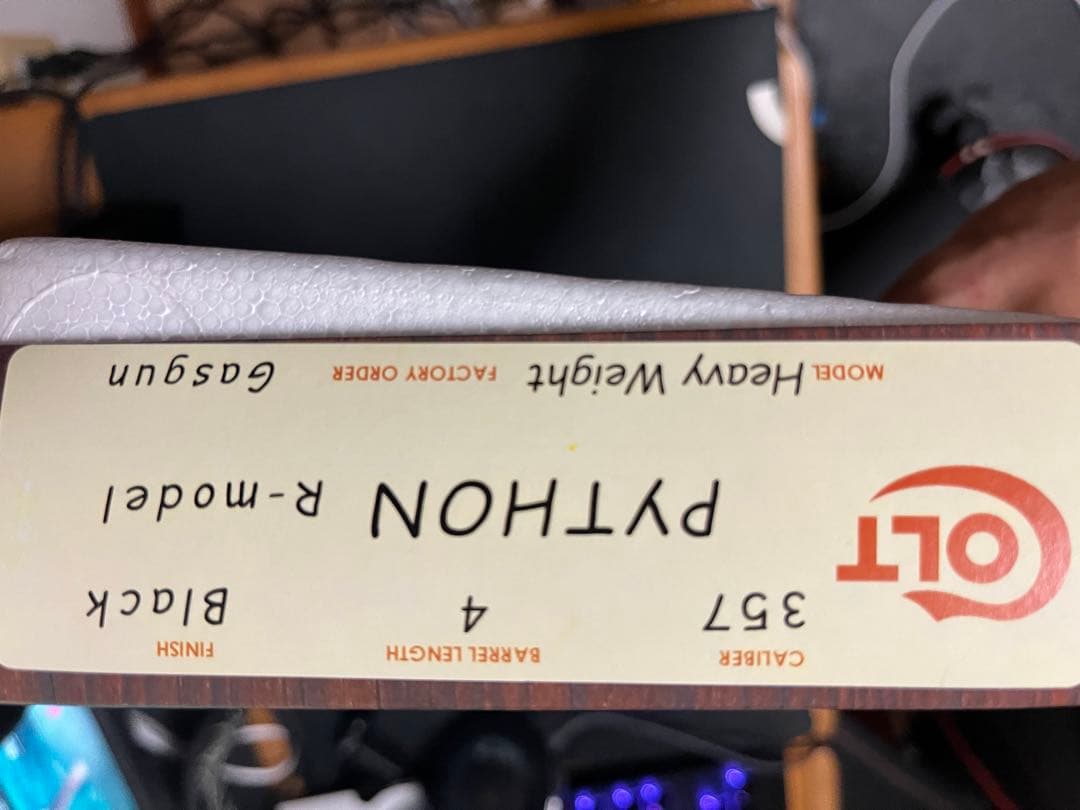 COLT
CALIBER BARREL LENGTH FINISH
357 4 Black
PYTHON R-model
MODEL Heavy Weight FACTORY ORDER Gasgun